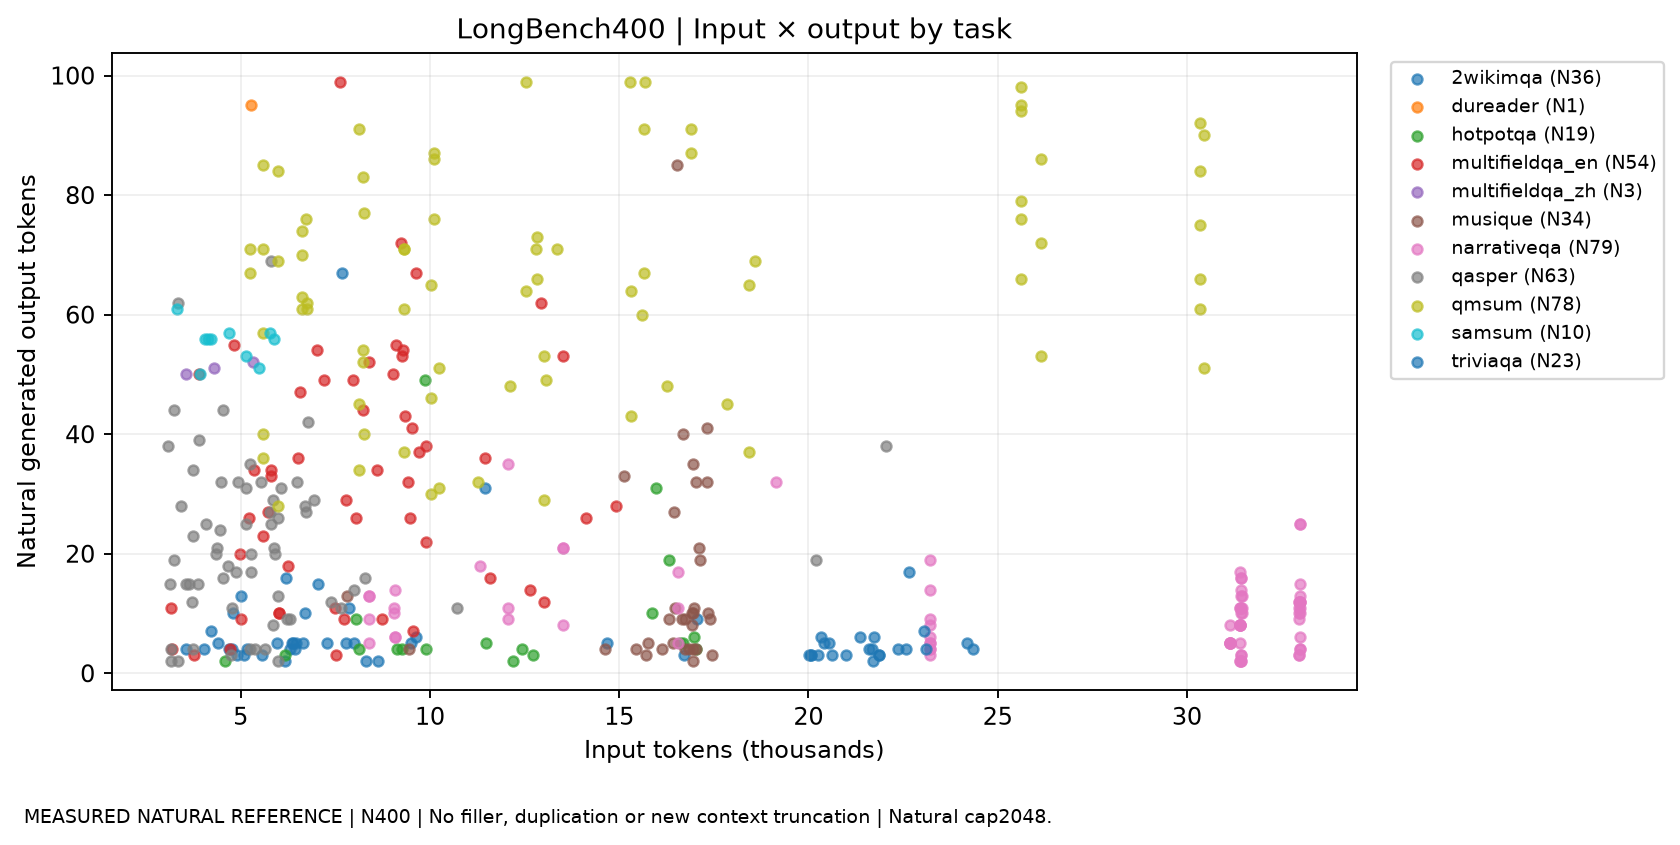 LongBench400 | Input × output by task
Natural generated output tokens
100
80
60
40
20
0
5
10
15
20
25
30
Input tokens (thousands)
2wikimqa (N36)
dureader (N1)
hotpotqa (N19)
multifieldqa_en (N54)
multifieldqa_zh (N3)
musique (N34)
narrativeqa (N79)
qasper (N63)
qmsum (N78)
samsum (N10)
triviaqa (N23)
MEASURED NATURAL REFERENCE | N400 | No filler, duplication or new context truncation | Natural cap2048.